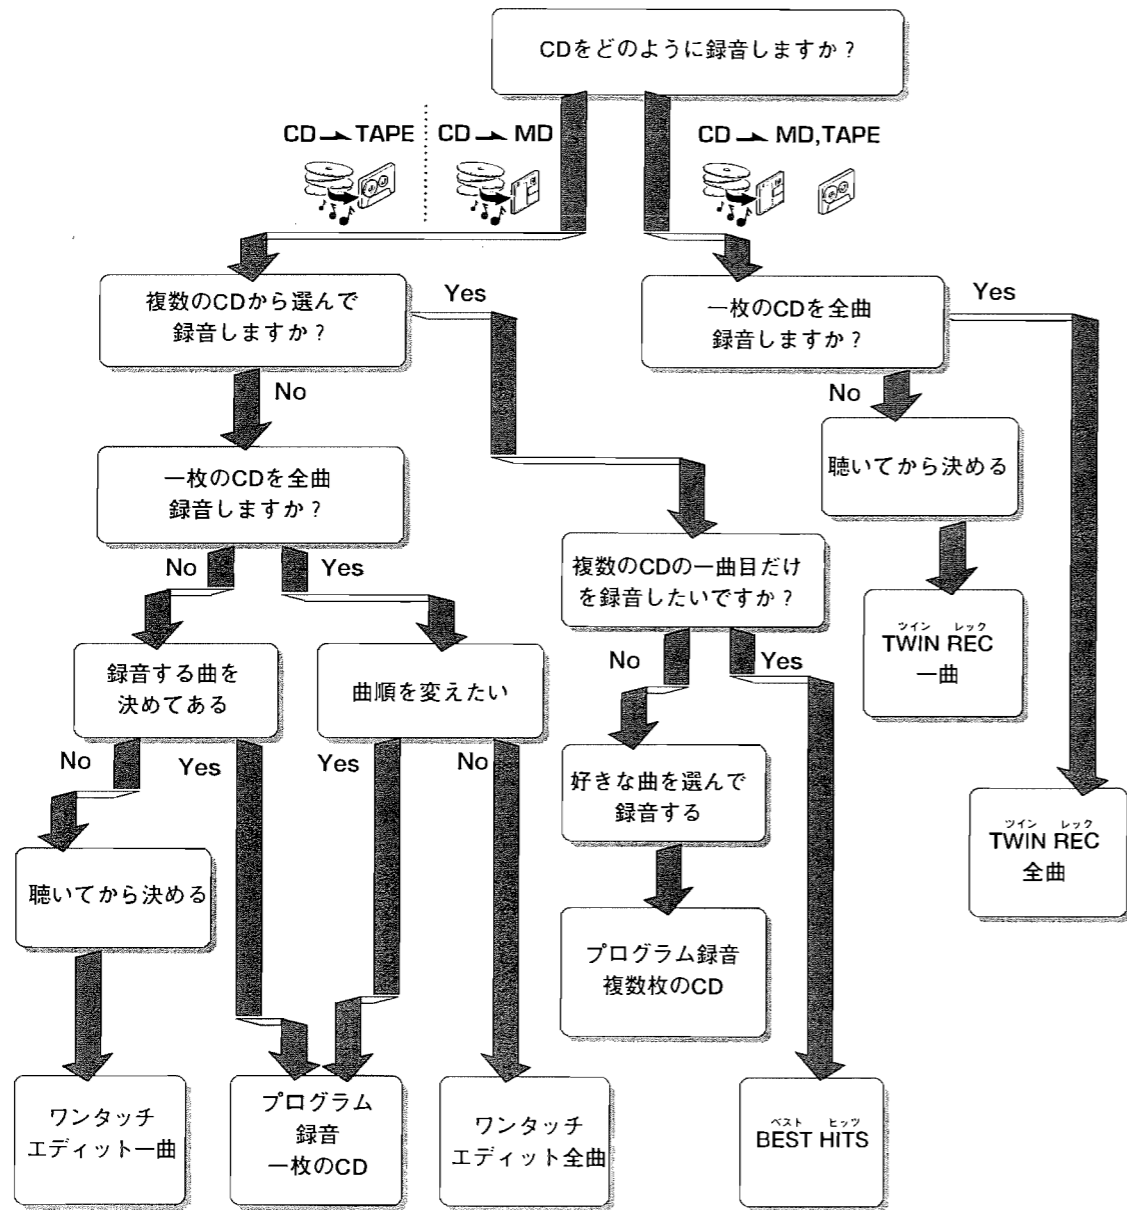 CDをどのように録音しますか？
CD TAPE
CD MD
CD MD,TAPE
複数のCDから選んで
録音しますか？
Yes
一枚のCDを全曲
録音しますか？
Yes
No
No
聴いてから決める
一枚のCDを全曲
録音しますか？
No
Yes
複数のCDの一曲目だけ
を録音したいですか？
ツイン レック
TWIN REC
一曲
録音する曲を
決めてある
曲順を変えたい
No
Yes
No
Yes
Yes
No
好きな曲を選んで
録音する
ツイン レック
TWIN REC
全曲
聴いてから決める
プログラム録音
複数枚のCD
ワンタッチ
エディット一曲
プログラム
録音
一枚のCD
ワンタッチ
エディット全曲
ベスト ヒッツ
BEST HITS